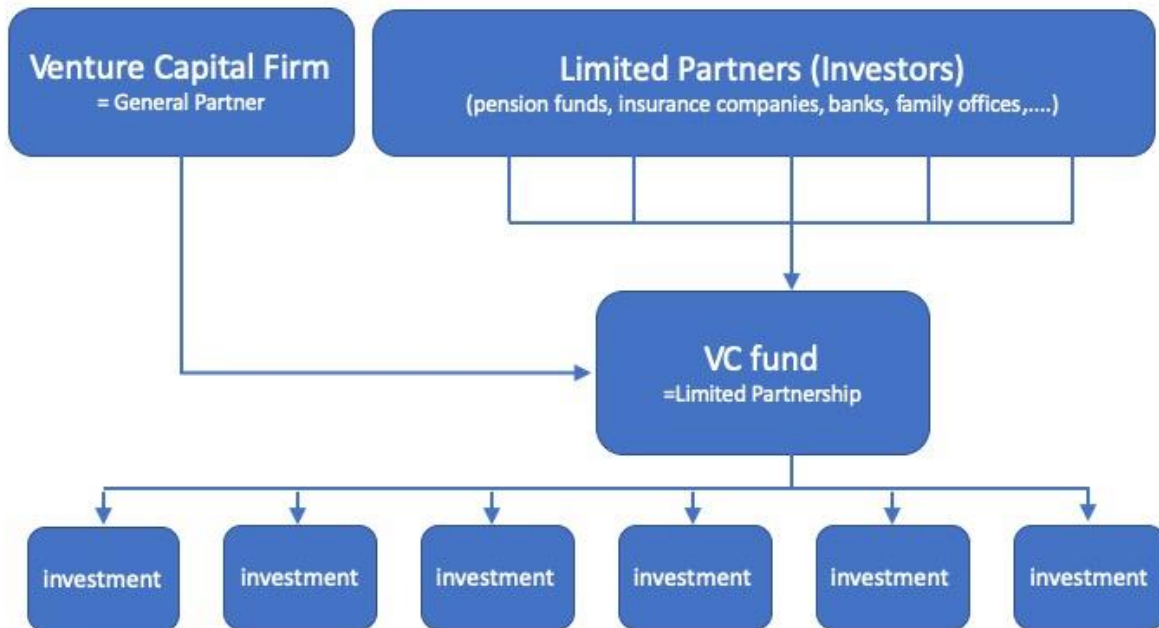 Venture Capital Firm
= General Partner
Limited Partners (Investors)
(pension funds, insurance companies, banks, family offices,....)
VC fund
=Limited Partnership
investment
investment
investment
investment
investment
investment